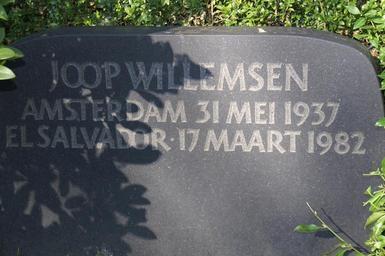 JOOP WILLEMSEN
AMSTERDAM 31 MEI 1937
EL SALVADOR · 17 MAART 1982